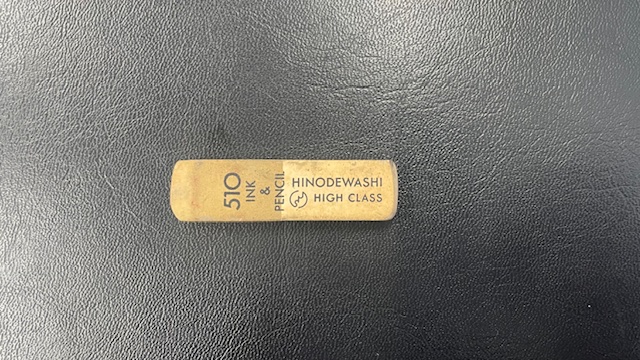 510
INK
&
PENCIL
HINODEWASHI
HIGH CLASS